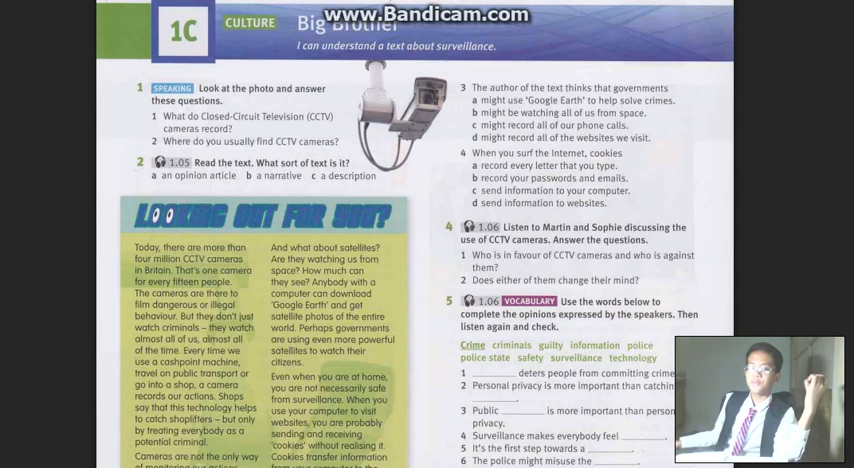 www.Bandicam.com
1C
CULTURE Big Brother
I can understand a text about surveillance.
1 SPEAKING Look at the photo and answer
these questions.
1 What do Closed-Circuit Television (CCTV)
cameras record?
2 Where do you usually find CCTV cameras?
2 1.05 Read the text. What sort of text is it?
a an opinion article b a narrative c a description
LOOKING OUT FOR YOU?
Today, there are more than
four million CCTV cameras
in Britain. That's one camera
for every fifteen people.
The cameras are there to
film dangerous or illegal
behaviour. But they don't just
watch criminals – they watch
almost all of us, almost all
of the time. Every time we
use a cashpoint machine,
travel on public transport or
go into a shop, a camera
records our actions. Shops
say that this technology helps
to catch shoplifters – but only
by treating everybody as a
potential criminal.
Cameras are not the only way
of monitoring our actions
And what about satellites?
Are they watching us from
space? How much can
they see? Anybody with a
computer can download
'Google Earth' and get
satellite photos of the entire
world. Perhaps governments
are using even more powerful
satellites to watch their
citizens.
Even when you are at home,
you are not necessarily safe
from surveillance. When you
use your computer to visit
websites, you are probably
sending and receiving
'cookies' without realising it.
Cookies transfer information
from your computer to the
3 The author of the text thinks that governments
a might use 'Google Earth' to help solve crimes.
b might be watching all of us from space.
c might record all of our phone calls.
d might record all of the websites we visit.
4 When you surf the Internet, cookies
a record every letter that you type.
b record your passwords and emails.
c send information to your computer.
d send information to websites.
4 1.06 Listen to Martin and Sophie discussing the
use of CCTV cameras. Answer the questions.
1 Who is in favour of CCTV cameras and who is against
them?
2 Does either of them change their mind?
5 1.06 VOCABULARY Use the words below to
complete the opinions expressed by the speakers. Then
listen again and check.
Crime criminals guilty information police
police state safety surveillance technology
1 ________ deters people from committing crime
2 Personal privacy is more important than catchin
________.
3 Public ________ is more important than person
privacy.
4 Surveillance makes everybody feel ________.
5 It's the first step towards a ________.
6 The police might misuse the ________.